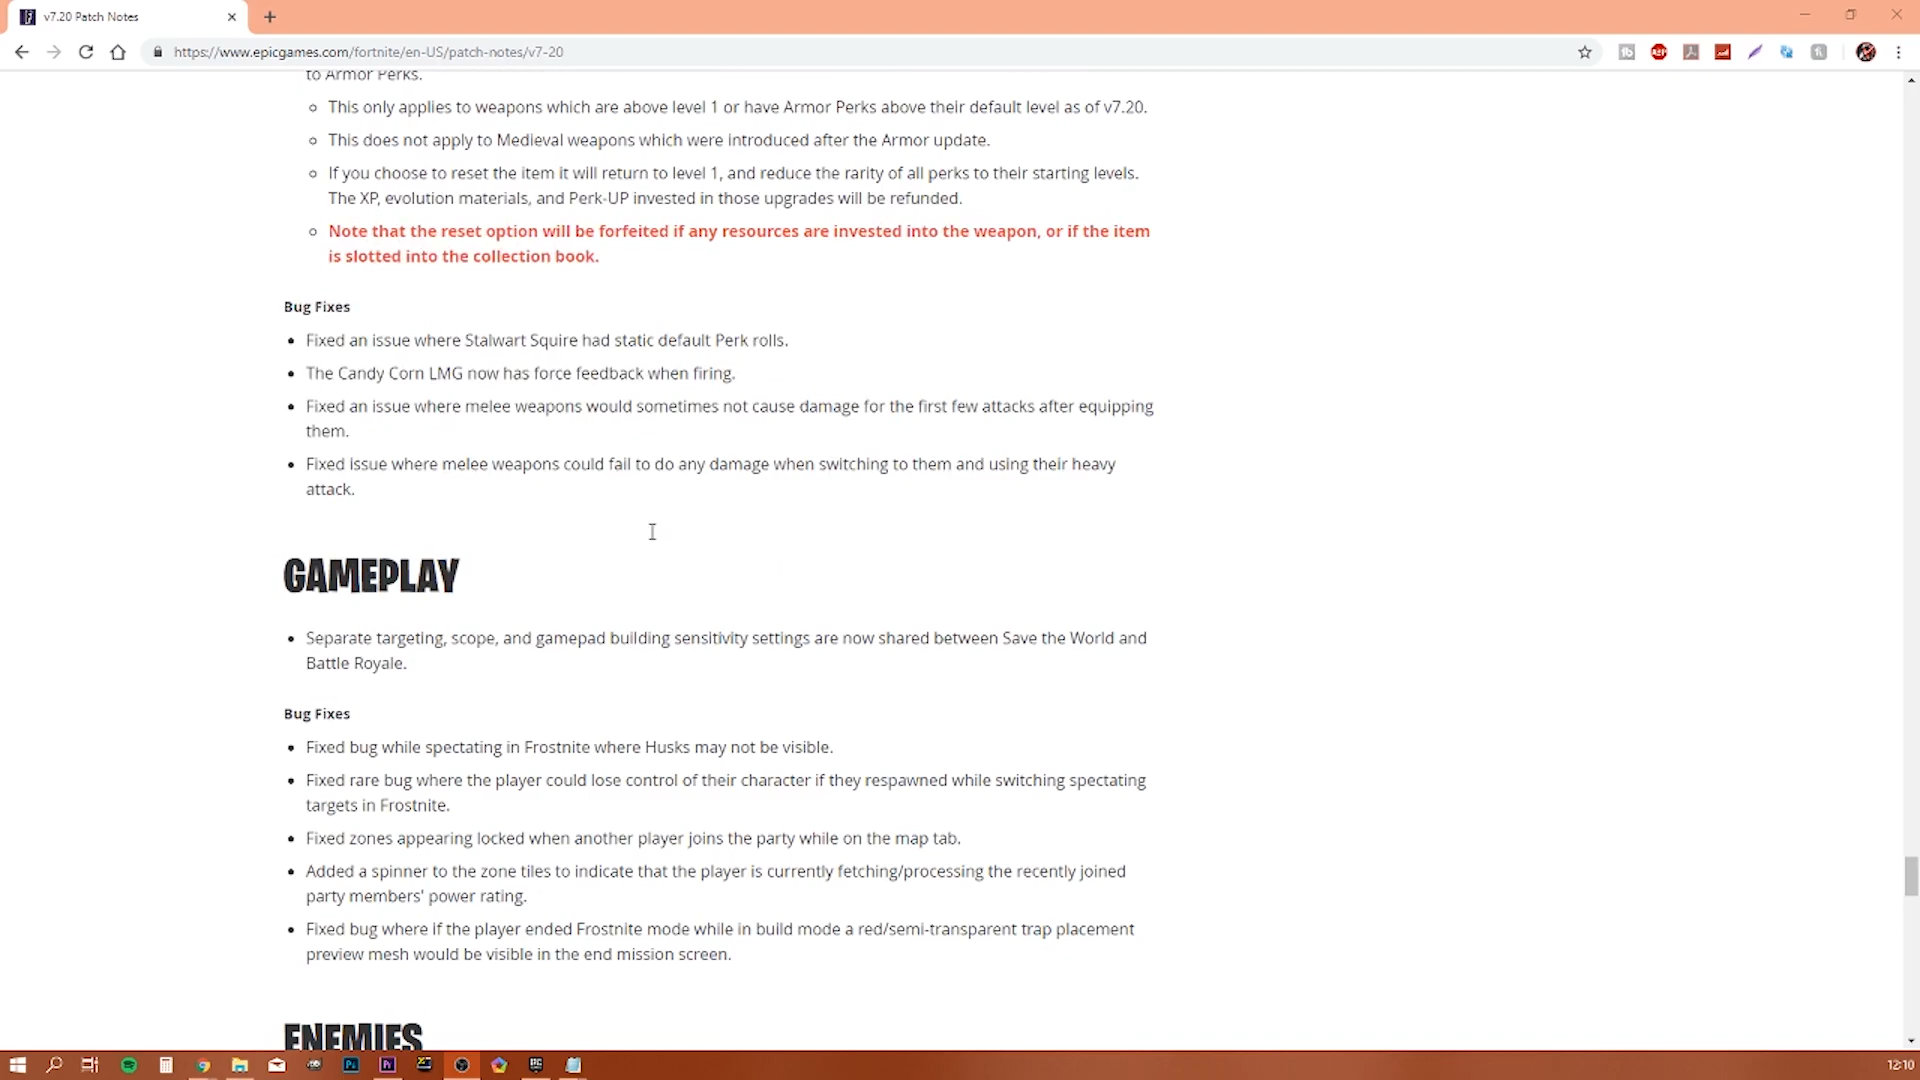 v7.20 Patch Notes
https://www.epicgames.com/fortnite/en-US/patch-notes/v7-20
to Armor Perks.
This only applies to weapons which are above level 1 or have Armor Perks above their default level as of v7.20.
This does not apply to Medieval weapons which were introduced after the Armor update.
If you choose to reset the item it will return to level 1, and reduce the rarity of all perks to their starting levels.
The XP, evolution materials, and Perk-UP invested in those upgrades will be refunded.
Note that the reset option will be forfeited if any resources are invested into the weapon, or if the item
is slotted into the collection book.
Bug Fixes
Fixed an issue where Stalwart Squire had static default Perk rolls.
The Candy Corn LMG now has force feedback when firing.
Fixed an issue where melee weapons would sometimes not cause damage for the first few attacks after equipping
them.
Fixed issue where melee weapons could fail to do any damage when switching to them and using their heavy
attack.
GAMEPLAY
Separate targeting, scope, and gamepad building sensitivity settings are now shared between Save the World and
Battle Royale.
Bug Fixes
Fixed bug while spectating in Frostnite where Husks may not be visible.
Fixed rare bug where the player could lose control of their character if they respawned while switching spectating
targets in Frostnite.
Fixed zones appearing locked when another player joins the party while on the map tab.
Added a spinner to the zone tiles to indicate that the player is currently fetching/processing the recently joined
party members' power rating.
Fixed bug where if the player ended Frostnite mode while in build mode a red/semi-transparent trap placement
preview mesh would be visible in the end mission screen.
ENEMIES
Ps
Pr
12:10